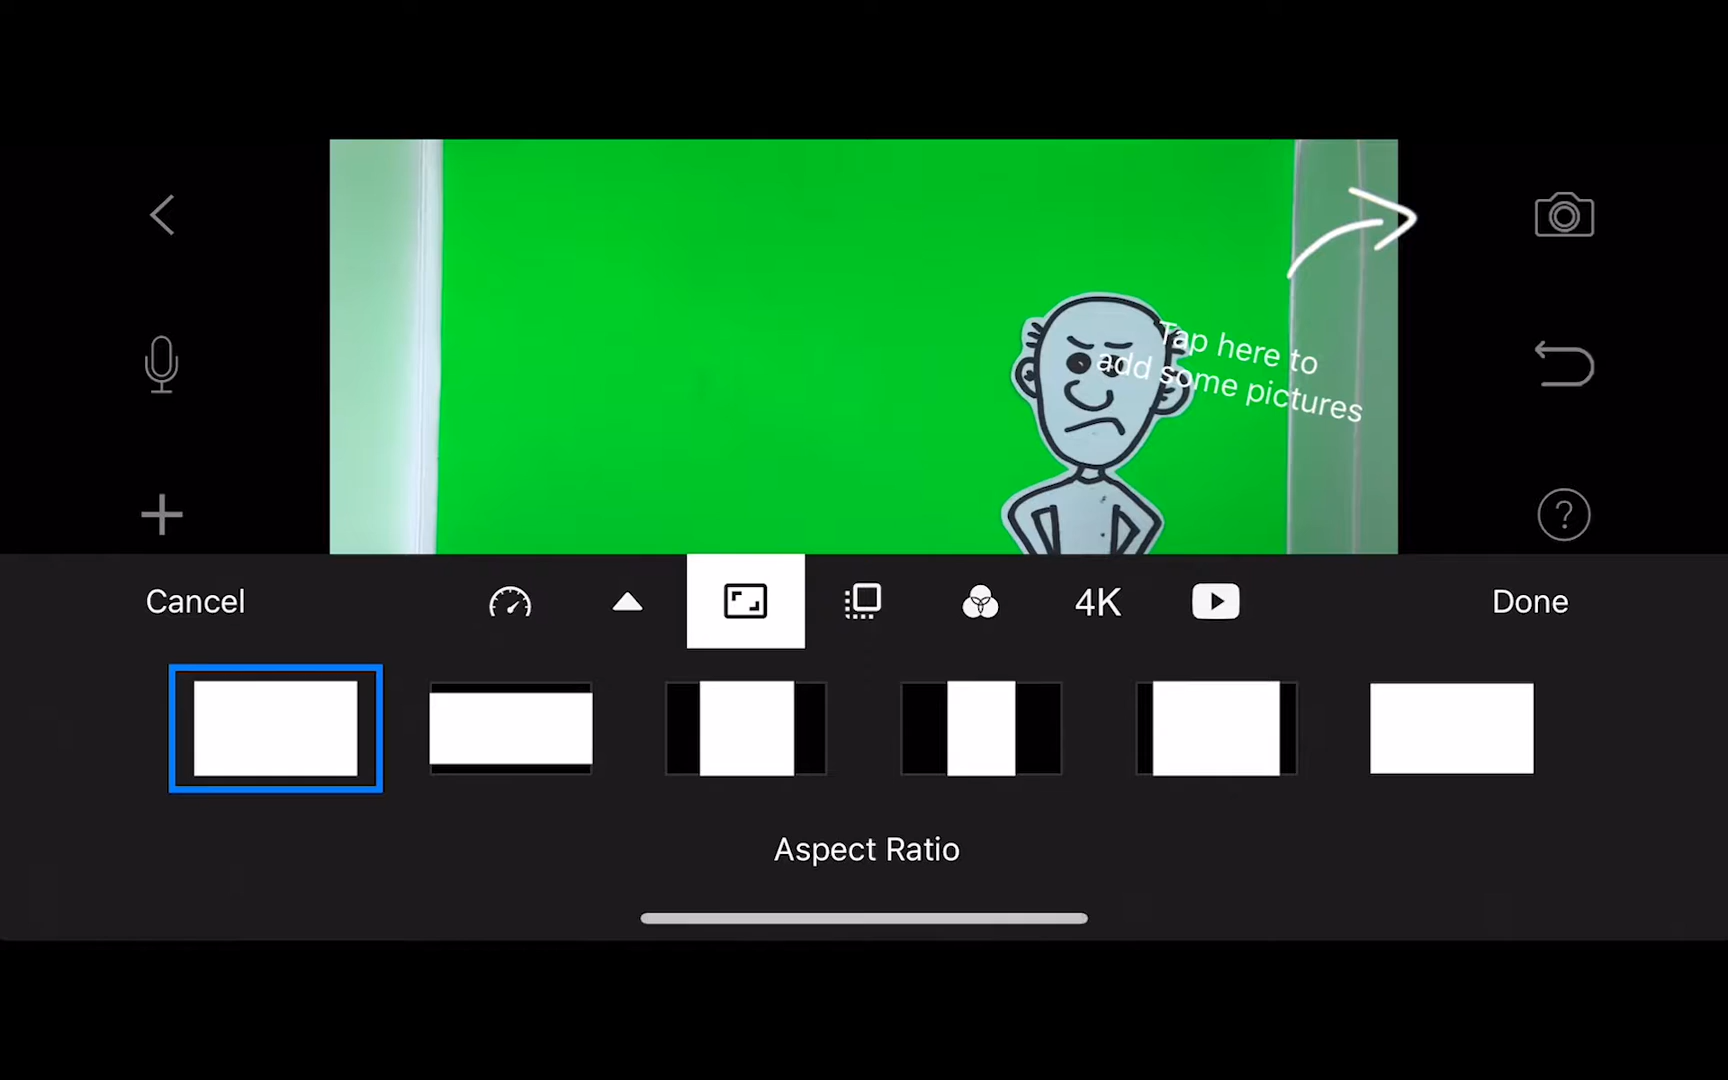 Tap here to
add some pictures
?
Cancel
4K
Done
Aspect Ratio